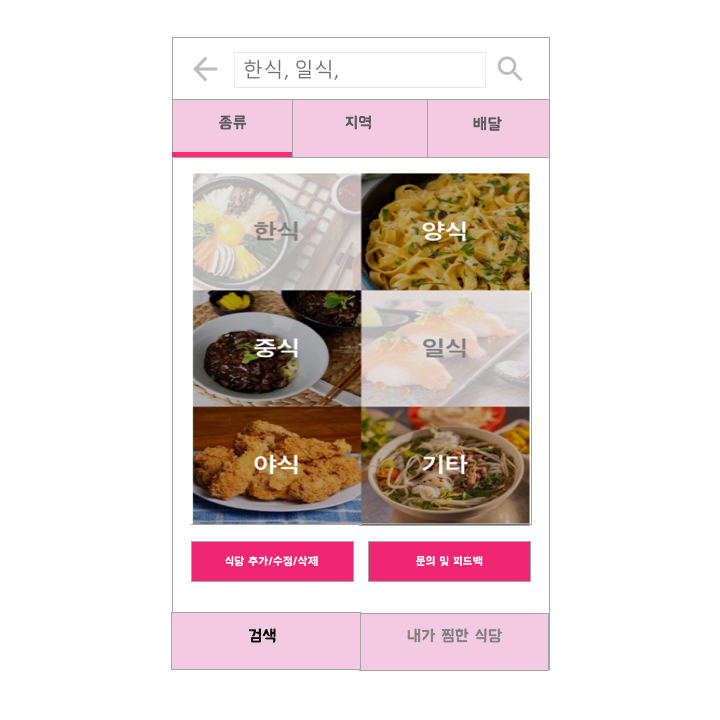 한식, 일식,
종류
지역
배달
한식
양식
중식
일식
야식
기타
식당 추가/수정/삭제
문의 및 피드백
검색
내가 찜한 식당